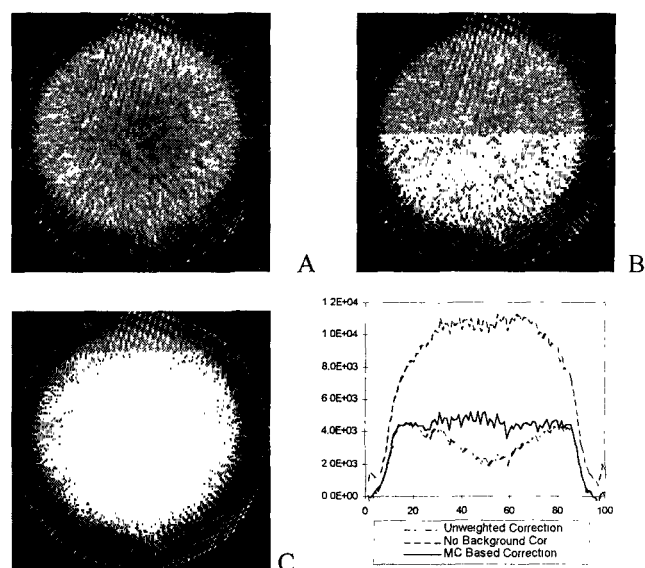 A
B
C
1.2E+04
1.0E+04
8.0E+03
6.0E+03
4.0E+03
2.0E+03
0.0E+00
0 20 40 60 80 100
Unweighted Correction
No Background Cor
MC Based Correction